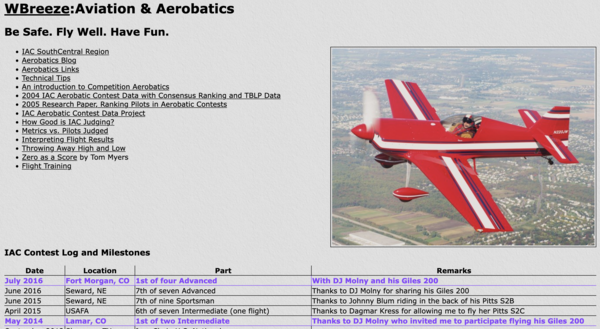 WBreeze:Aviation & Aerobatics
Be Safe. Fly Well. Have Fun.
IAC SouthCentral Region
Aerobatics Blog
Aerobatics Links
Technical Tips
An introduction to Competition Aerobatics
2004 IAC Aerobatic Contest Data with Consensus Ranking and TBLP Data
2005 Research Paper, Ranking Pilots in Aerobatic Contests
IAC Aerobatic Contest Data Project
How Good is IAC Judging?
Metrics vs. Pilots Judged
Interpreting Flight Results
Throwing Away High and Low
Zero as a Score by Tom Myers
Flight Training
IAC Contest Log and Milestones
Date Location Part Remarks
July 2016 Fort Morgan, CO 1st of four Advanced With DJ Molny and his Giles 200
June 2016 Seward, NE 7th of seven Advanced Thanks to DJ Molny for sharing his Giles 200
June 2015 Seward, NE 7th of nine Sportsman Thanks to Johnny Blum riding in the back of his Pitts S2B
April 2015 USAFA 6th of seven Intermediate (one flight) Thanks to Dagmar Kress for allowing me to fly her Pitts S2C
May 2014 Lamar, CO 1st of two Intermediate Thanks to DJ Molny who invited me to participate flying his Giles 200